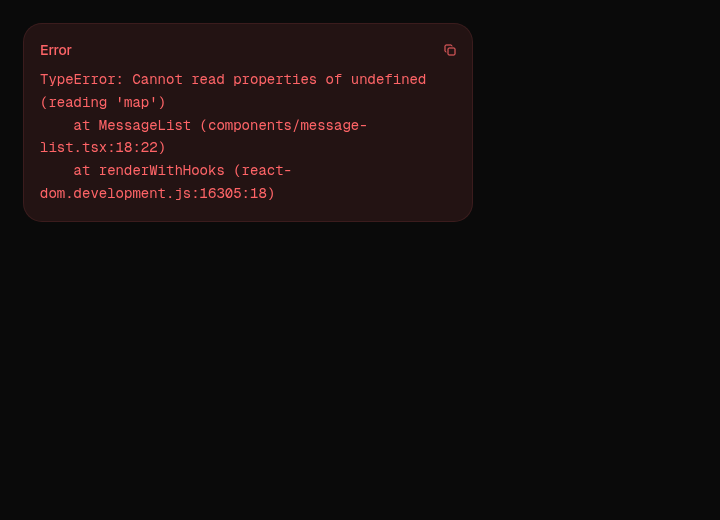 Error
TypeError: Cannot read properties of undefined
(reading 'map')
    at MessageList (components/message-
list.tsx:18:22)
    at renderWithHooks (react-
dom.development.js:16305:18)